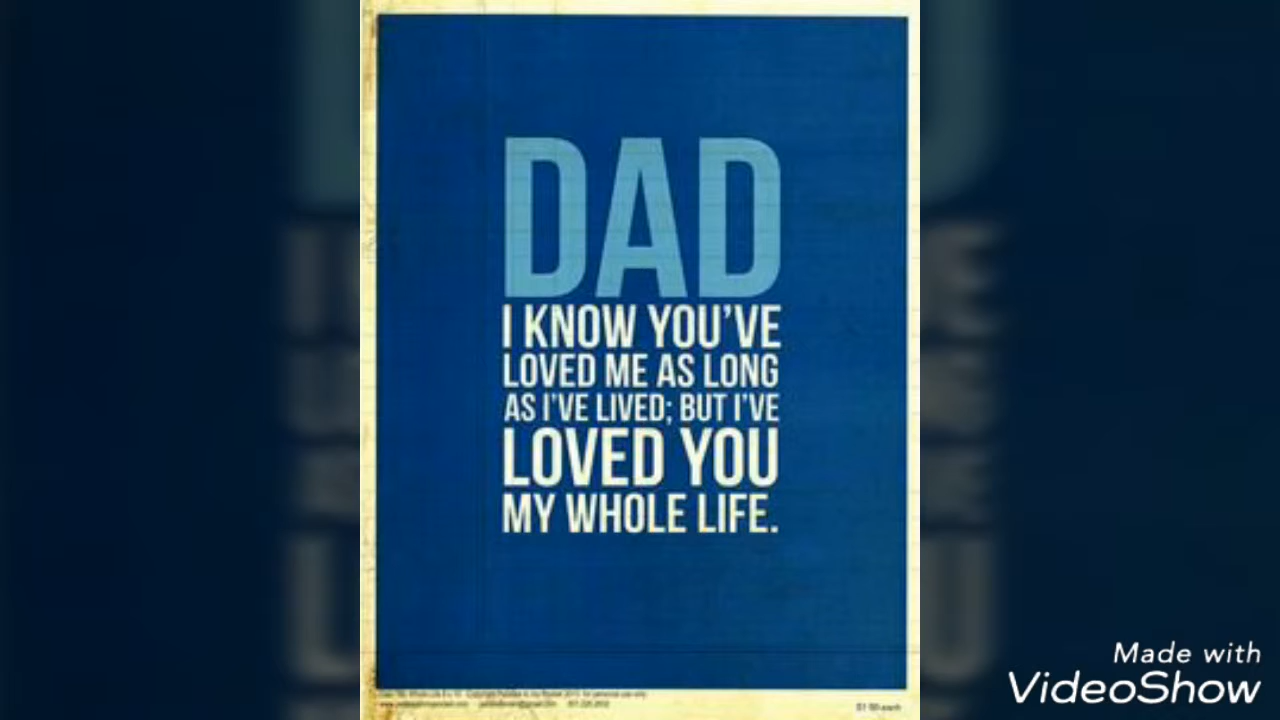 DAD
I KNOW YOU'VE
LOVED ME AS LONG
AS I'VE LIVED; BUT I'VE
LOVED YOU
MY WHOLE LIFE.
Made with
VideoShow